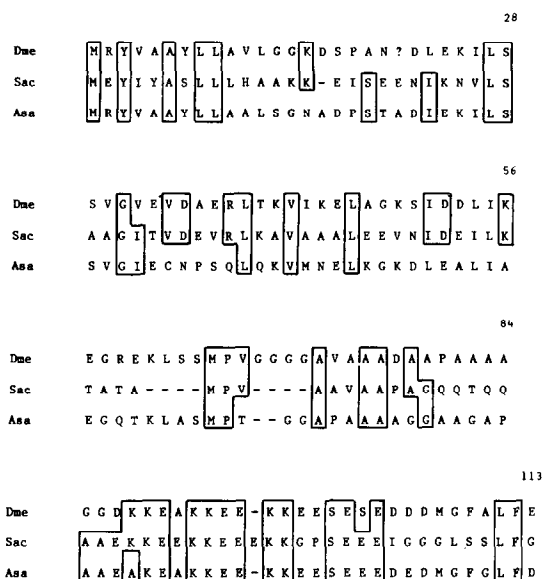 28
Dme M R Y V A A Y L L A V L G G K D S P A N ? D L E K I L S
Sac M E Y I Y A S L L L H A A K K - E I S E E N I K N V L S
Asa M R Y V A A Y L L A A L S G N A D P S T A D I E K I L S
56
Dme S V G V E V D A E R L T K V I K E L A G K S I D D L I K
Sac A A G I T V D E V R L K A V A A A L E E V N I D E I L K
Asa S V G I E C N P S Q L Q K V M N E L K G K D L E A L I A
84
Dme E G R E K L S S M P V G G G G A V A A A D A A P A A A A
Sac T A T A - - - - M P V - - - - A A V A A P A G Q Q T Q Q
Asa E G Q T K L A S M P T - - G G A P A A A A G G A A G A P
113
Dme G G D K K E A K K E E - K K E E S E S E D D D M G F A L F E
Sac A A E K K E E K K E E E K K G P S E E E I G G G L S S L F G
Asa A A E A K E A K K E E - K K E E S E E E D E D M G F G L F D